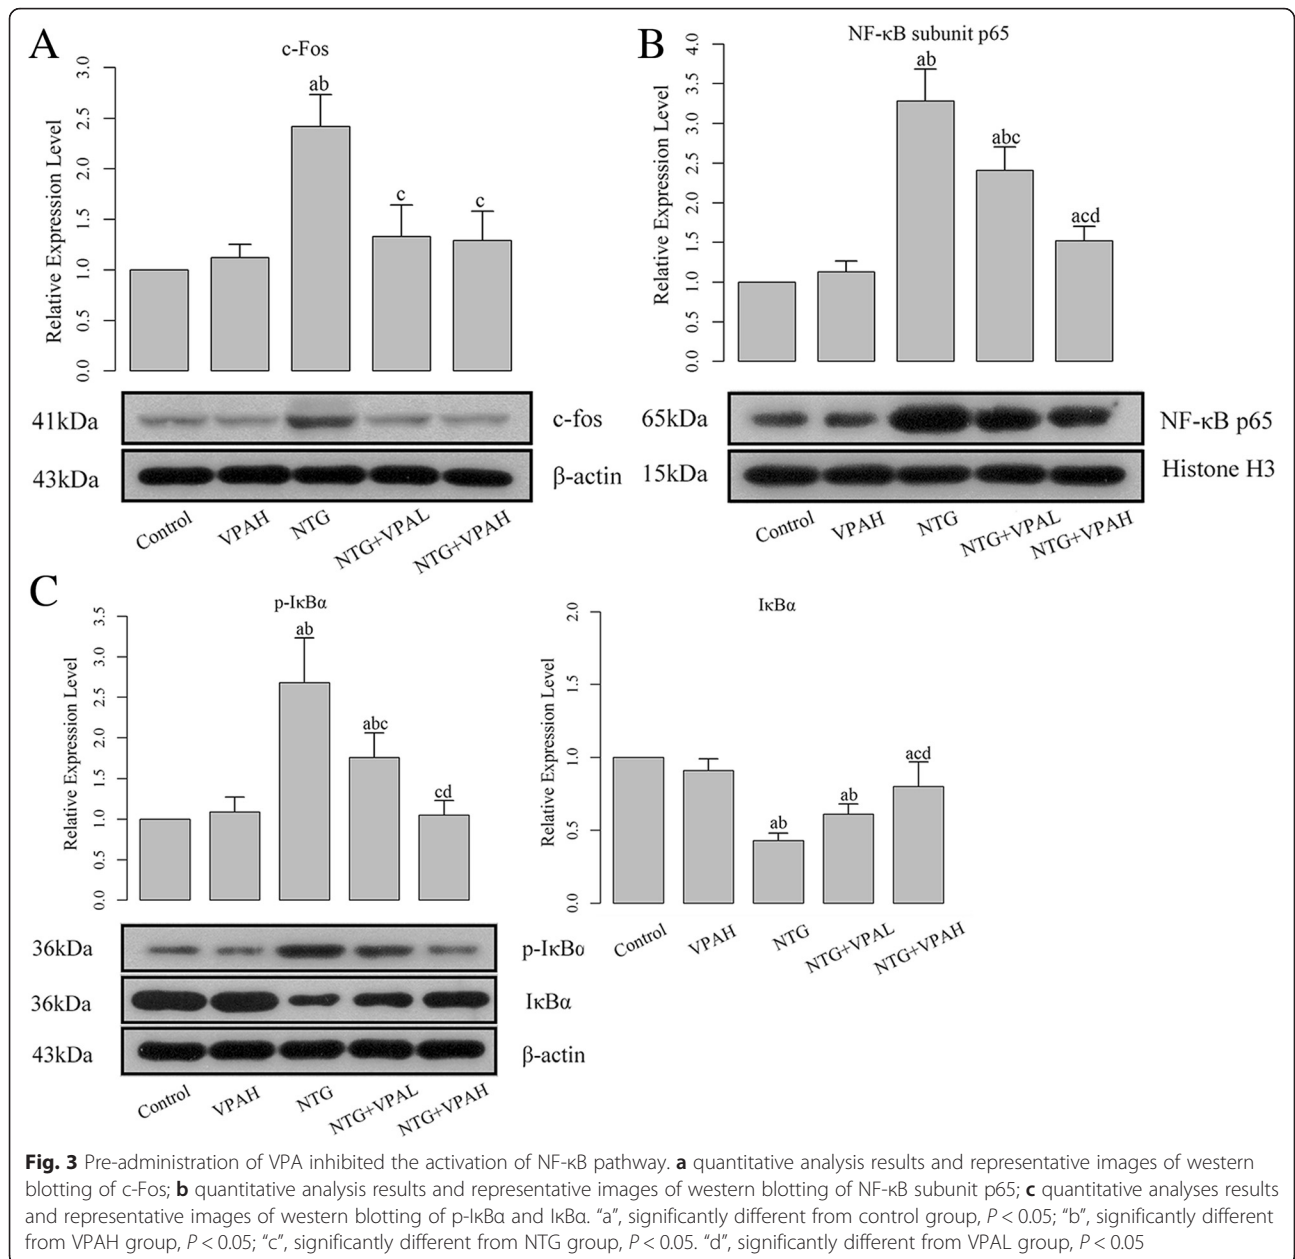 A
c-Fos
3.0
2.5
2.0
1.5
1.0
0.5
0.0
Relative Expression Level
ab
c
c
41kDa
c-fos
43kDa
β-actin
Control
VPAH
NTG
NTG+VPAL
NTG+VPAH
B
NF-κB subunit p65
4.0
3.5
3.0
2.5
2.0
1.5
1.0
0.5
0.0
Relative Expression Level
ab
abc
acd
65kDa
NF-κB p65
15kDa
Histone H3
Control
VPAH
NTG
NTG+VPAL
NTG+VPAH
C
p-IκBα
3.5
3.0
2.5
2.0
1.5
1.0
0.5
0.0
Relative Expression Level
ab
abc
cd
36kDa
p-IκBα
36kDa
IκBα
43kDa
β-actin
Control
VPAH
NTG
NTG+VPAL
NTG+VPAH
IκBα
2.0
1.5
1.0
0.5
0.0
Relative Expression Level
ab
ab
acd
Control
VPAH
NTG
NTG+VPAL
NTG+VPAH
Fig. 3 Pre-administration of VPA inhibited the activation of NF-κB pathway. a quantitative analysis results and representative images of western
blotting of c-Fos; b quantitative analysis results and representative images of western blotting of NF-κB subunit p65; c quantitative analyses results
and representative images of western blotting of p-IκBα and IκBα. “a”, significantly different from control group, P < 0.05; “b”, significantly different
from VPAH group, P < 0.05; “c”, significantly different from NTG group, P < 0.05. “d”, significantly different from VPAL group, P < 0.05